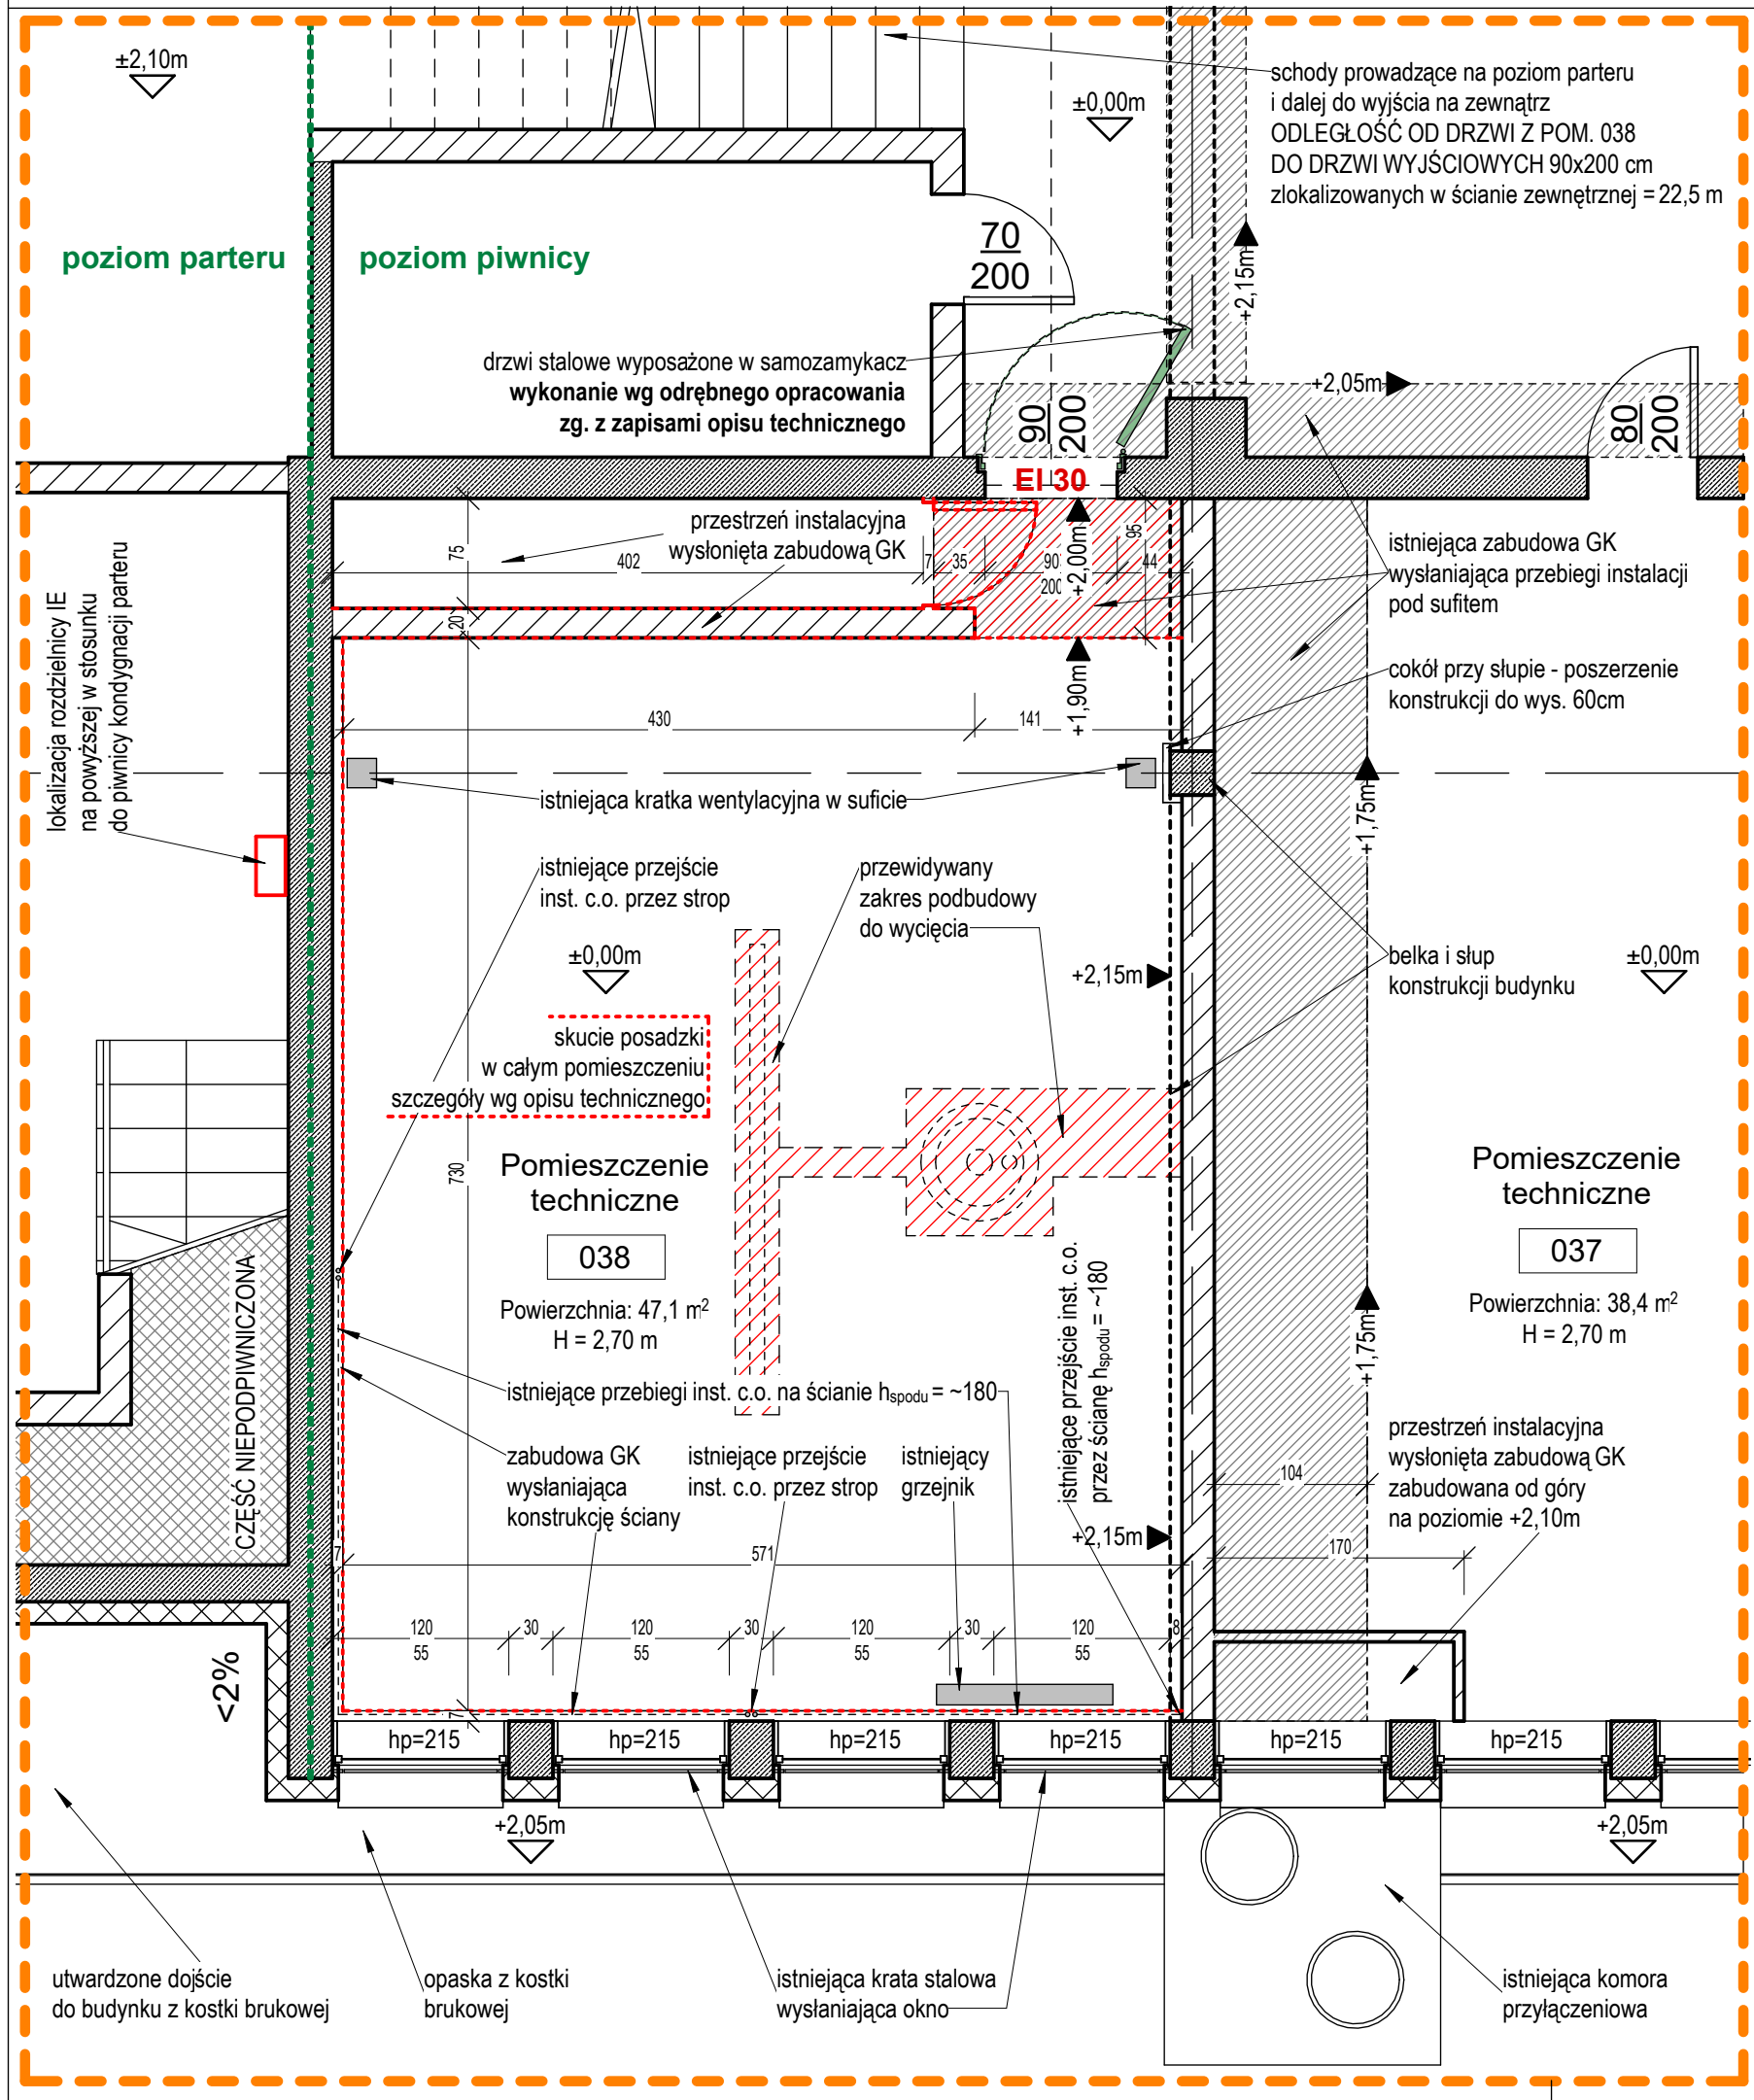 ±2,10m
±0,00m
schody prowadzące na poziom parteru
i dalej do wyjścia na zewnątrz
ODLEGŁOŚĆ OD DRZWI Z POM. 038
DO DRZWI WYJŚCIOWYCH 90x200 cm
zlokalizowanych w ścianie zewnętrznej = 22,5 m
poziom parteru
poziom piwnicy
70
200
+2,15m
drzwi stalowe wyposażone w samozamykacz
wykonanie wg odrębnego opracowania
zg. z zapisami opisu technicznego
90
200
+2,05m
80
200
EI 30
przestrzeń instalacyjna
wysłonięta zabudową GK
75
402
7
35
90
200
+2,00m
95
44
istniejąca zabudowa GK
wysłaniająca przebiegi instalacji
pod sufitem
lokalizacja rozdzielnicy IE
na powyższej w stosunku
do piwnicy kondygnacji parteru
20
+1,90m
cokół przy słupie - poszerzenie
konstrukcji do wys. 60cm
430
141
istniejąca kratka wentylacyjna w suficie
+1,75m
istniejące przejście
inst. c.o. przez strop
przewidywany
zakres podbudowy
do wycięcia
±0,00m
+2,15m
belka i słup
konstrukcji budynku
±0,00m
skucie posadzki
w całym pomieszczeniu
szczegóły wg opisu technicznego
730
Pomieszczenie
techniczne
038
Powierzchnia: 47,1 m²
H = 2,70 m
Pomieszczenie
techniczne
037
Powierzchnia: 38,4 m²
H = 2,70 m
CZĘŚĆ NIEPODPIWNICZONA
istniejące przejście inst. c.o.
przez ścianę hspodu = ~180
+1,75m
istniejące przebiegi inst. c.o. na ścianie hspodu = ~180
zabudowa GK
wysłaniająca
konstrukcję ściany
istniejące przejście
inst. c.o. przez strop
istniejący
grzejnik
przestrzeń instalacyjna
wysłonięta zabudową GK
zabudowana od góry
na poziomie +2,10m
104
+2,15m
7
571
170
120
55
30
120
55
30
120
55
30
120
55
8
<2%
7
hp=215
hp=215
hp=215
hp=215
hp=215
hp=215
+2,05m
+2,05m
utwardzone dojście
do budynku z kostki brukowej
opaska z kostki
brukowej
istniejąca krata stalowa
wysłaniająca okno
istniejąca komora
przyłączeniowa